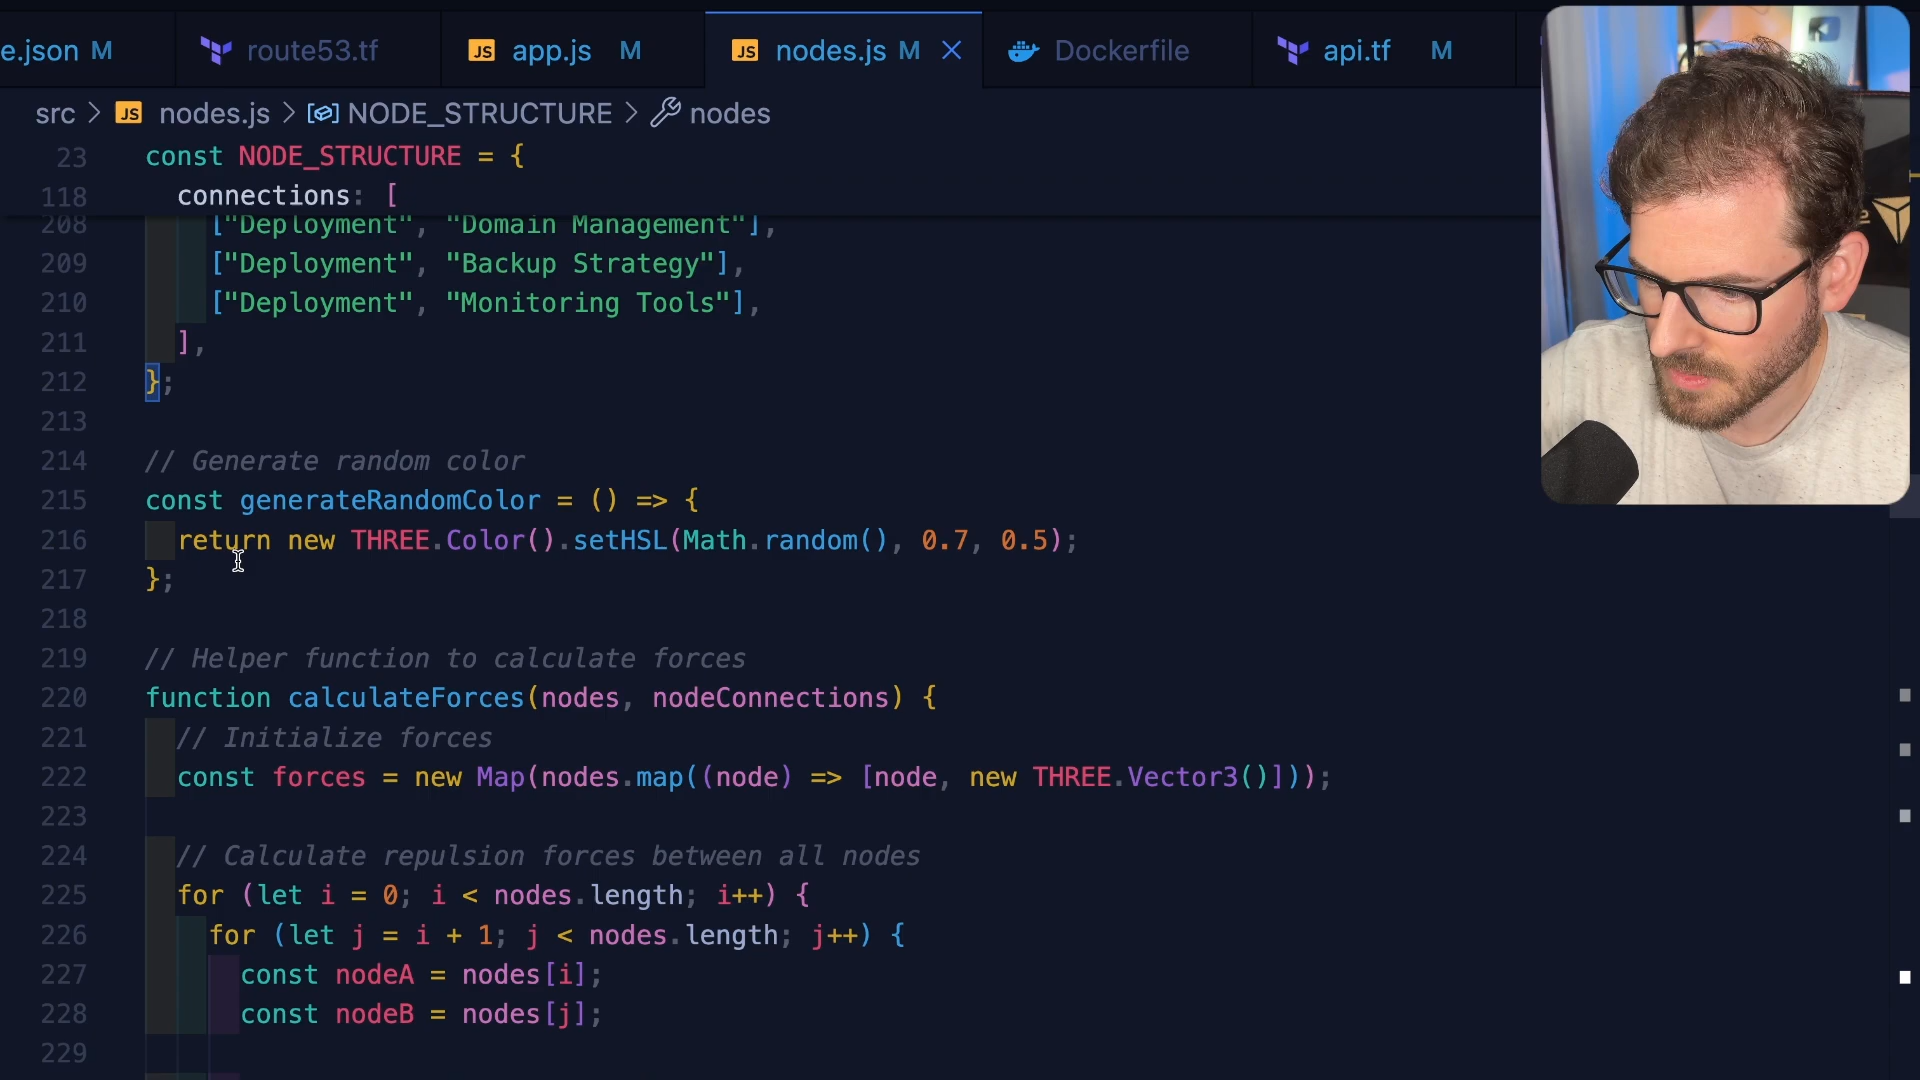 e.json M route53.tf JS app.js M JS nodes.js M Dockerfile api.tf M
src > JS nodes.js > NODE_STRUCTURE > nodes
23 const NODE_STRUCTURE = {
118 connections: [
208 ["Deployment", "Domain Management"],
209 ["Deployment", "Backup Strategy"],
210 ["Deployment", "Monitoring Tools"],
211 ],
212 };
213
214 // Generate random color
215 const generateRandomColor = () => {
216 return new THREE.Color().setHSL(Math.random(), 0.7, 0.5);
217 };
218
219 // Helper function to calculate forces
220 function calculateForces(nodes, nodeConnections) {
221 // Initialize forces
222 const forces = new Map(nodes.map((node) => [node, new THREE.Vector3()]));
223
224 // Calculate repulsion forces between all nodes
225 for (let i = 0; i < nodes.length; i++) {
226 for (let j = i + 1; j < nodes.length; j++) {
227 const nodeA = nodes[i];
228 const nodeB = nodes[j];
229